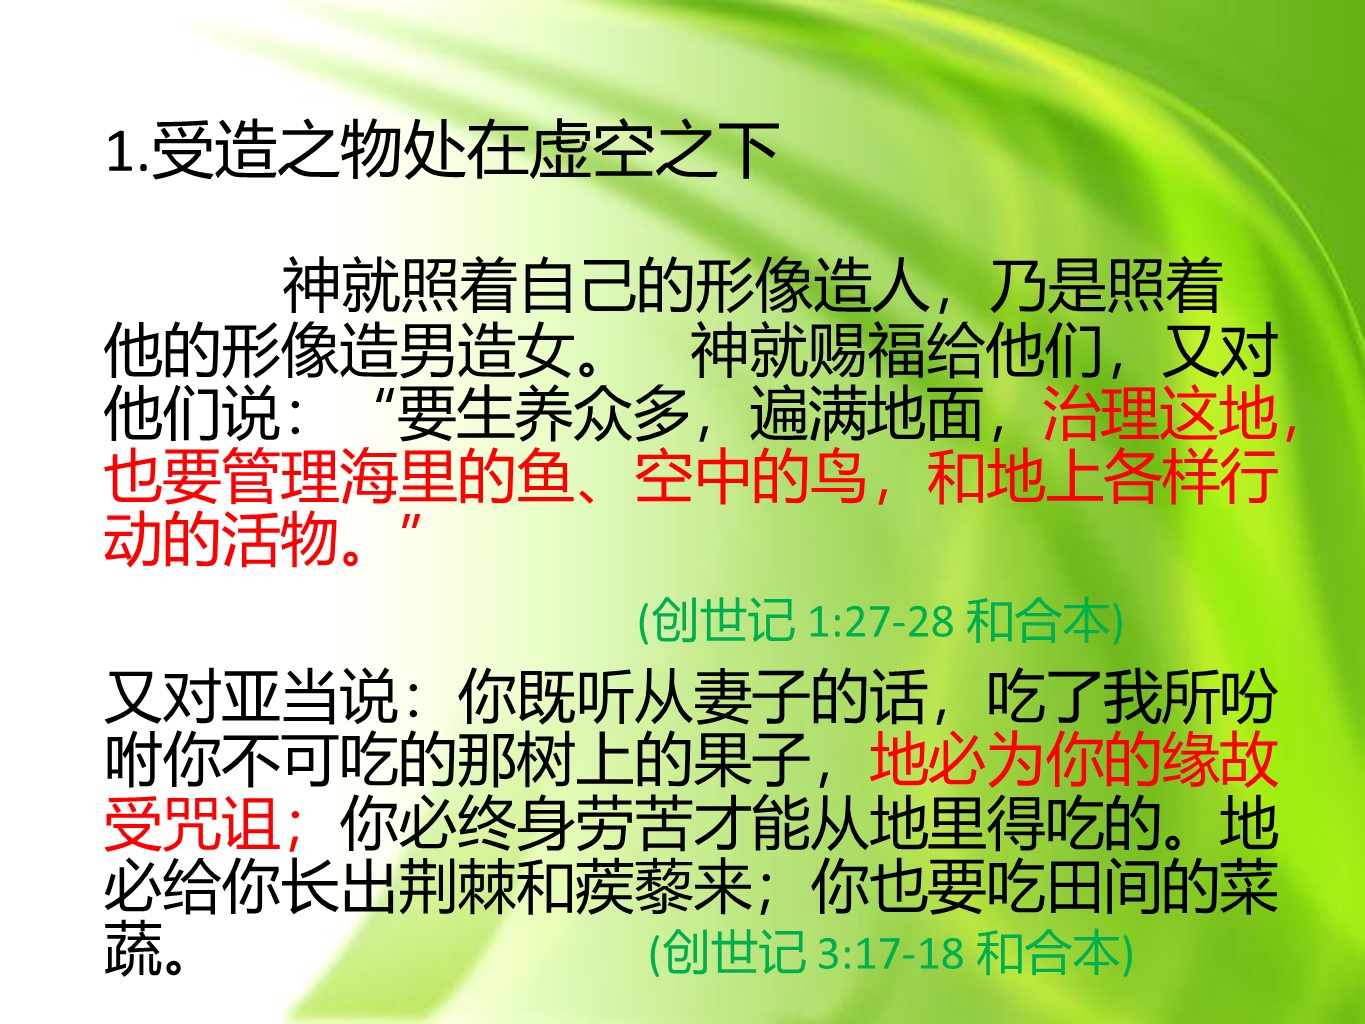 1.受造之物处在虚空之下
神就照着自己的形像造人，乃是照着
他的形像造男造女。 神就赐福给他们，又对
他们说：“要生养众多，遍满地面，治理这地，
也要管理海里的鱼、空中的鸟，和地上各样行
动的活物。”
(创世记 1:27-28 和合本)
又对亚当说：你既听从妻子的话，吃了我所吩
咐你不可吃的那树上的果子，地必为你的缘故
受咒诅；你必终身劳苦才能从地里得吃的。地
必给你长出荆棘和蒺藜来；你也要吃田间的菜
蔬。 (创世记 3:17-18 和合本)